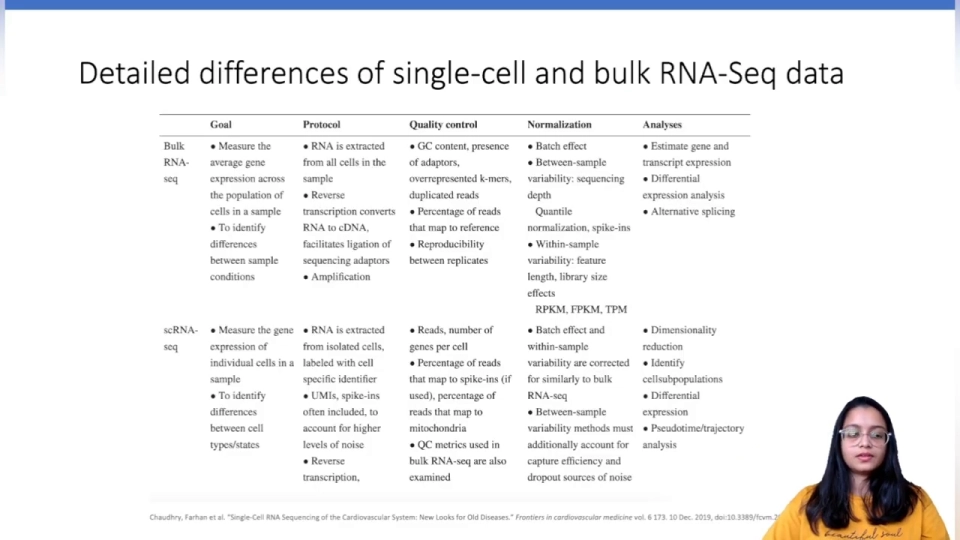 Detailed differences of single-cell and bulk RNA-Seq data
Goal Protocol Quality control Normalization Analyses
Bulk RNA-seq
• Measure the
average gene
expression across
the population of
cells in a sample
• To identify
differences
between sample
conditions
• RNA is extracted
from all cells in the
sample
• Reverse
transcription converts
RNA to cDNA,
facilitates ligation of
sequencing adaptors
• Amplification
• GC content, presence
of adaptors,
overrepresented k-mers,
duplicated reads
• Percentage of reads
that map to reference
• Reproducibility
between replicates
• Batch effect
• Between-sample
variability: sequencing
depth
Quantile
normalization, spike-ins
• Within-sample
variability: feature
length, library size
effects
RPKM, FPKM, TPM
• Estimate gene and
transcript expression
• Differential
expression analysis
• Alternative splicing
scRNA-
seq
• Measure the gene
expression of
individual cells in a
sample
• To identify
differences
between cell
types/states
• RNA is extracted
from isolated cells,
labeled with cell
specific identifier
• UMIs, spike-ins
often included, to
account for higher
levels of noise
• Reverse
transcription,
• Reads, number of
genes per cell
• Percentage of reads
that map to spike-ins (if
used), percentage of
reads that map to
mitochondria
• QC metrics used in
bulk RNA-seq are also
examined
• Batch effect and
within-sample
variability are corrected
for similarly to bulk
RNA-seq
• Between-sample
variability methods must
additionally account for
capture efficiency and
dropout sources of noise
• Dimensionality
reduction
• Identify
cellsubpopulations
• Differential
expression
• Pseudotime/trajectory
analysis
Chaudhry, Farhan et al. "Single-Cell RNA Sequencing of the Cardiovascular System: New Looks for Old Diseases." Frontiers in cardiovascular medicine vol. 6 173. 10 Dec. 2019, doi:10.3389/fcvm.2
beautiful soul